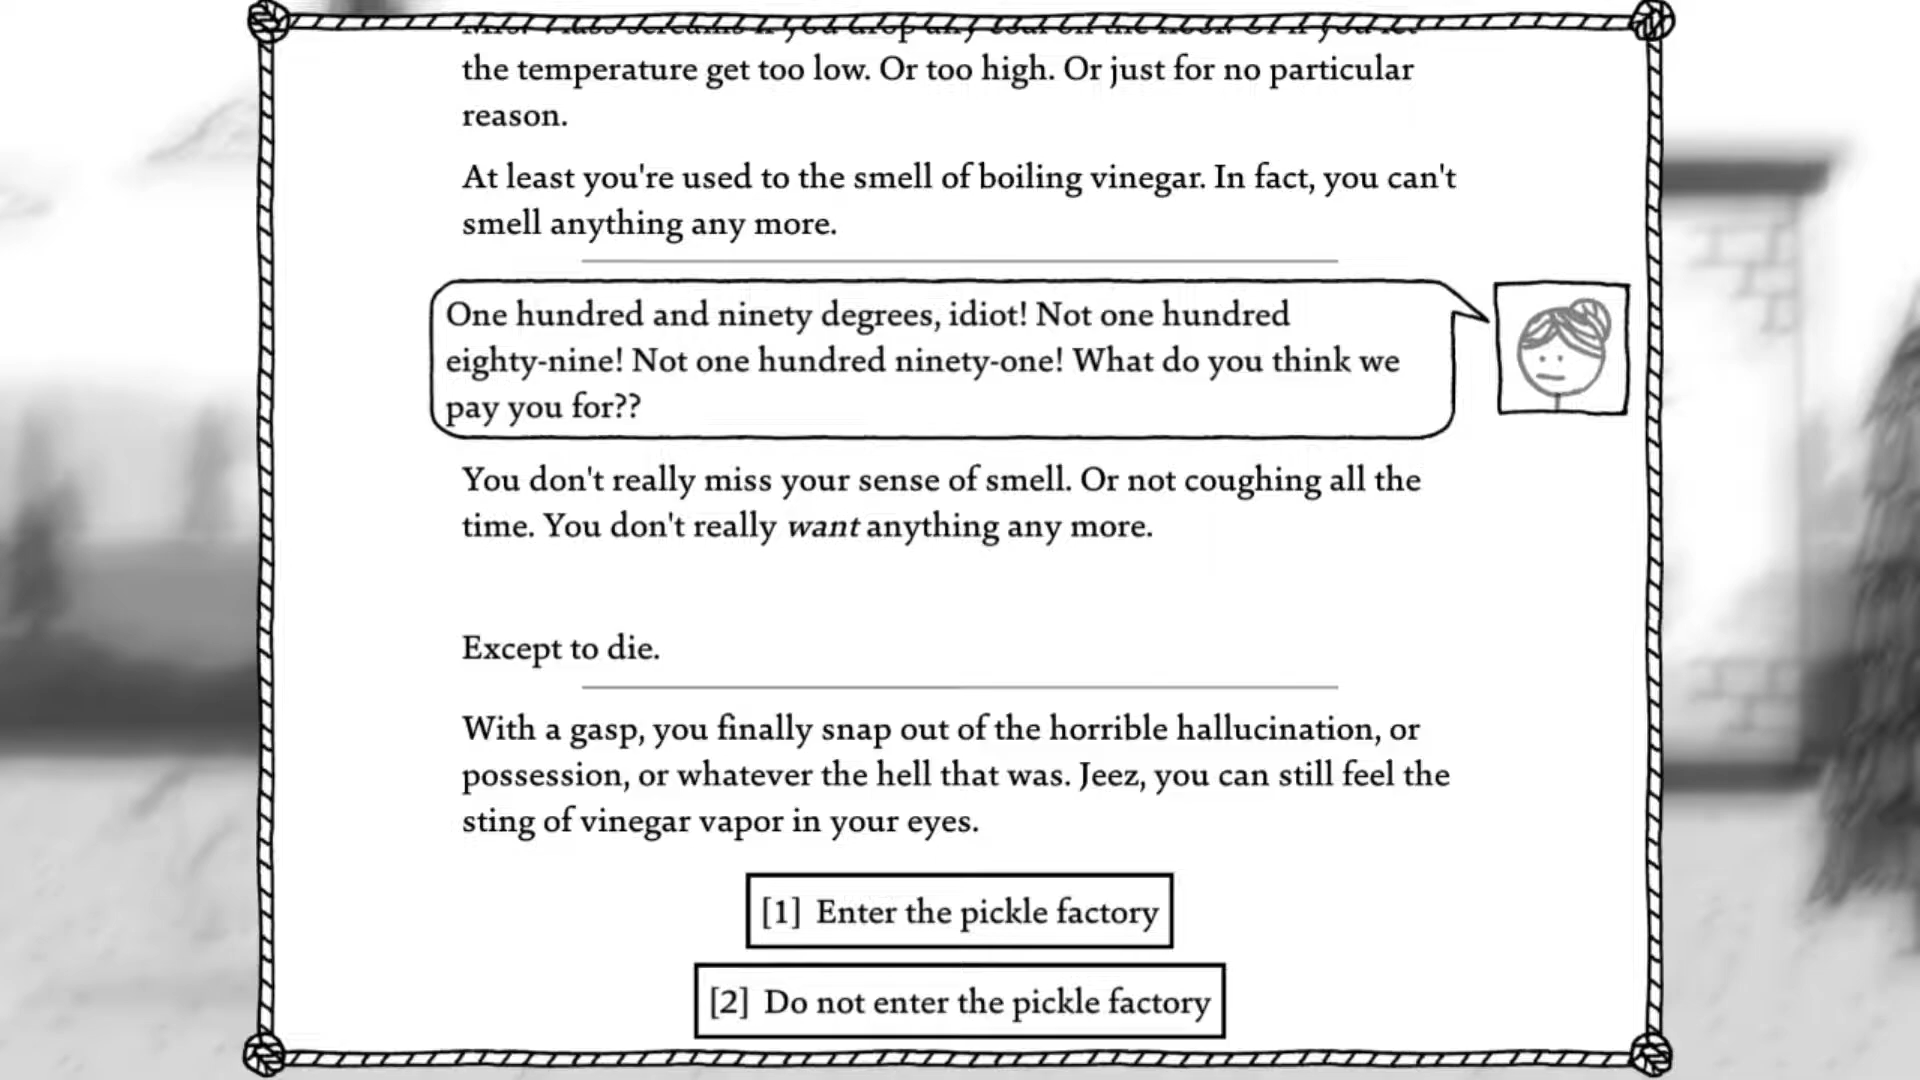 the temperature get too low. Or too high. Or just for no particular
reason.
At least you're used to the smell of boiling vinegar. In fact, you can't
smell anything any more.
One hundred and ninety degrees, idiot! Not one hundred
eighty-nine! Not one hundred ninety-one! What do you think we
pay you for??
You don't really miss your sense of smell. Or not coughing all the
time. You don't really want anything any more.
Except to die.
With a gasp, you finally snap out of the horrible hallucination, or
possession, or whatever the hell that was. Jeez, you can still feel the
sting of vinegar vapor in your eyes.
[1] Enter the pickle factory
[2] Do not enter the pickle factory